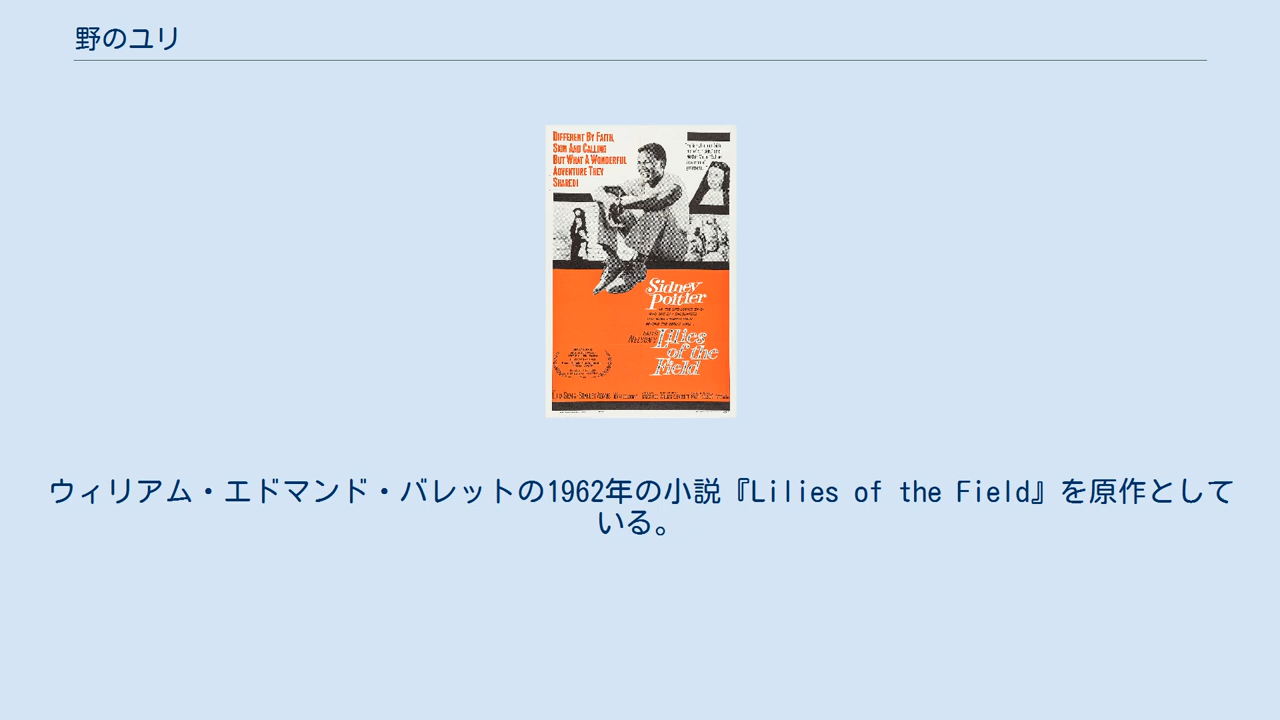 野のユリ
DIFFERENT BY FAITH,
SKIN AND CALLING
BUT WHAT A WONDERFUL
ADVENTURE THEY
SHARED!
Sidney
Poitier
Lilies
of the
Field
ウィリアム・エドマンド・バレットの1962年の小説『Lilies of the Field』を原作として
いる。